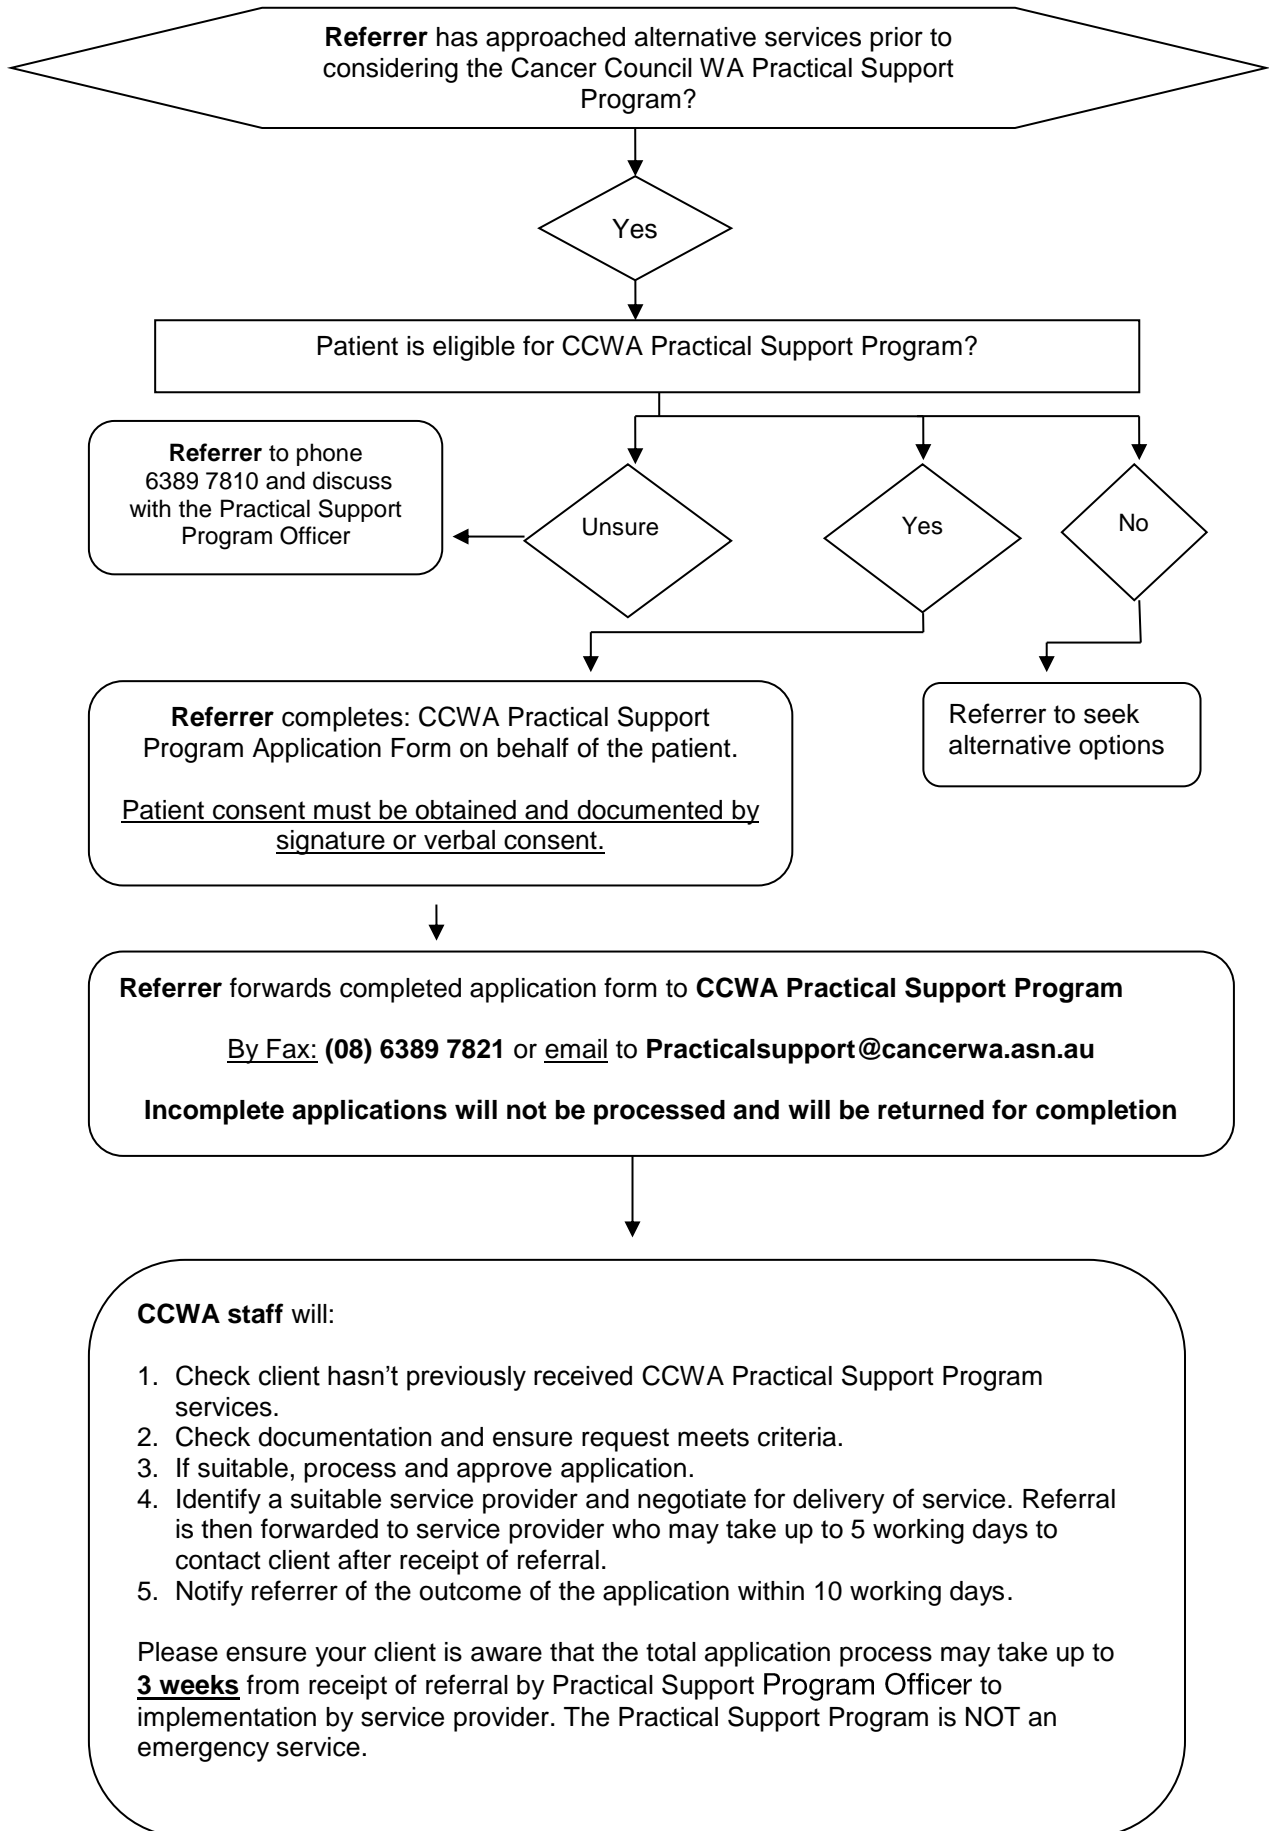 Referrer has approached alternative services prior to
considering the Cancer Council WA Practical Support
Program?
Yes
Patient is eligible for CCWA Practical Support Program?
Referrer to phone
6389 7810 and discuss
with the Practical Support
Program Officer
Unsure
Yes
No
Referrer completes: CCWA Practical Support
Program Application Form on behalf of the patient.
Patient consent must be obtained and documented by
signature or verbal consent.
Referrer to seek
alternative options
Referrer forwards completed application form to CCWA Practical Support Program
By Fax: (08) 6389 7821 or email to Practicalsupport@cancerwa.asn.au
Incomplete applications will not be processed and will be returned for completion
CCWA staff will:
1. Check client hasn't previously received CCWA Practical Support Program
services.
2. Check documentation and ensure request meets criteria.
3. If suitable, process and approve application.
4. Identify a suitable service provider and negotiate for delivery of service. Referral
is then forwarded to service provider who may take up to 5 working days to
contact client after receipt of referral.
5. Notify referrer of the outcome of the application within 10 working days.
Please ensure your client is aware that the total application process may take up to
3 weeks from receipt of referral by Practical Support Program Officer to
implementation by service provider. The Practical Support Program is NOT an
emergency service.